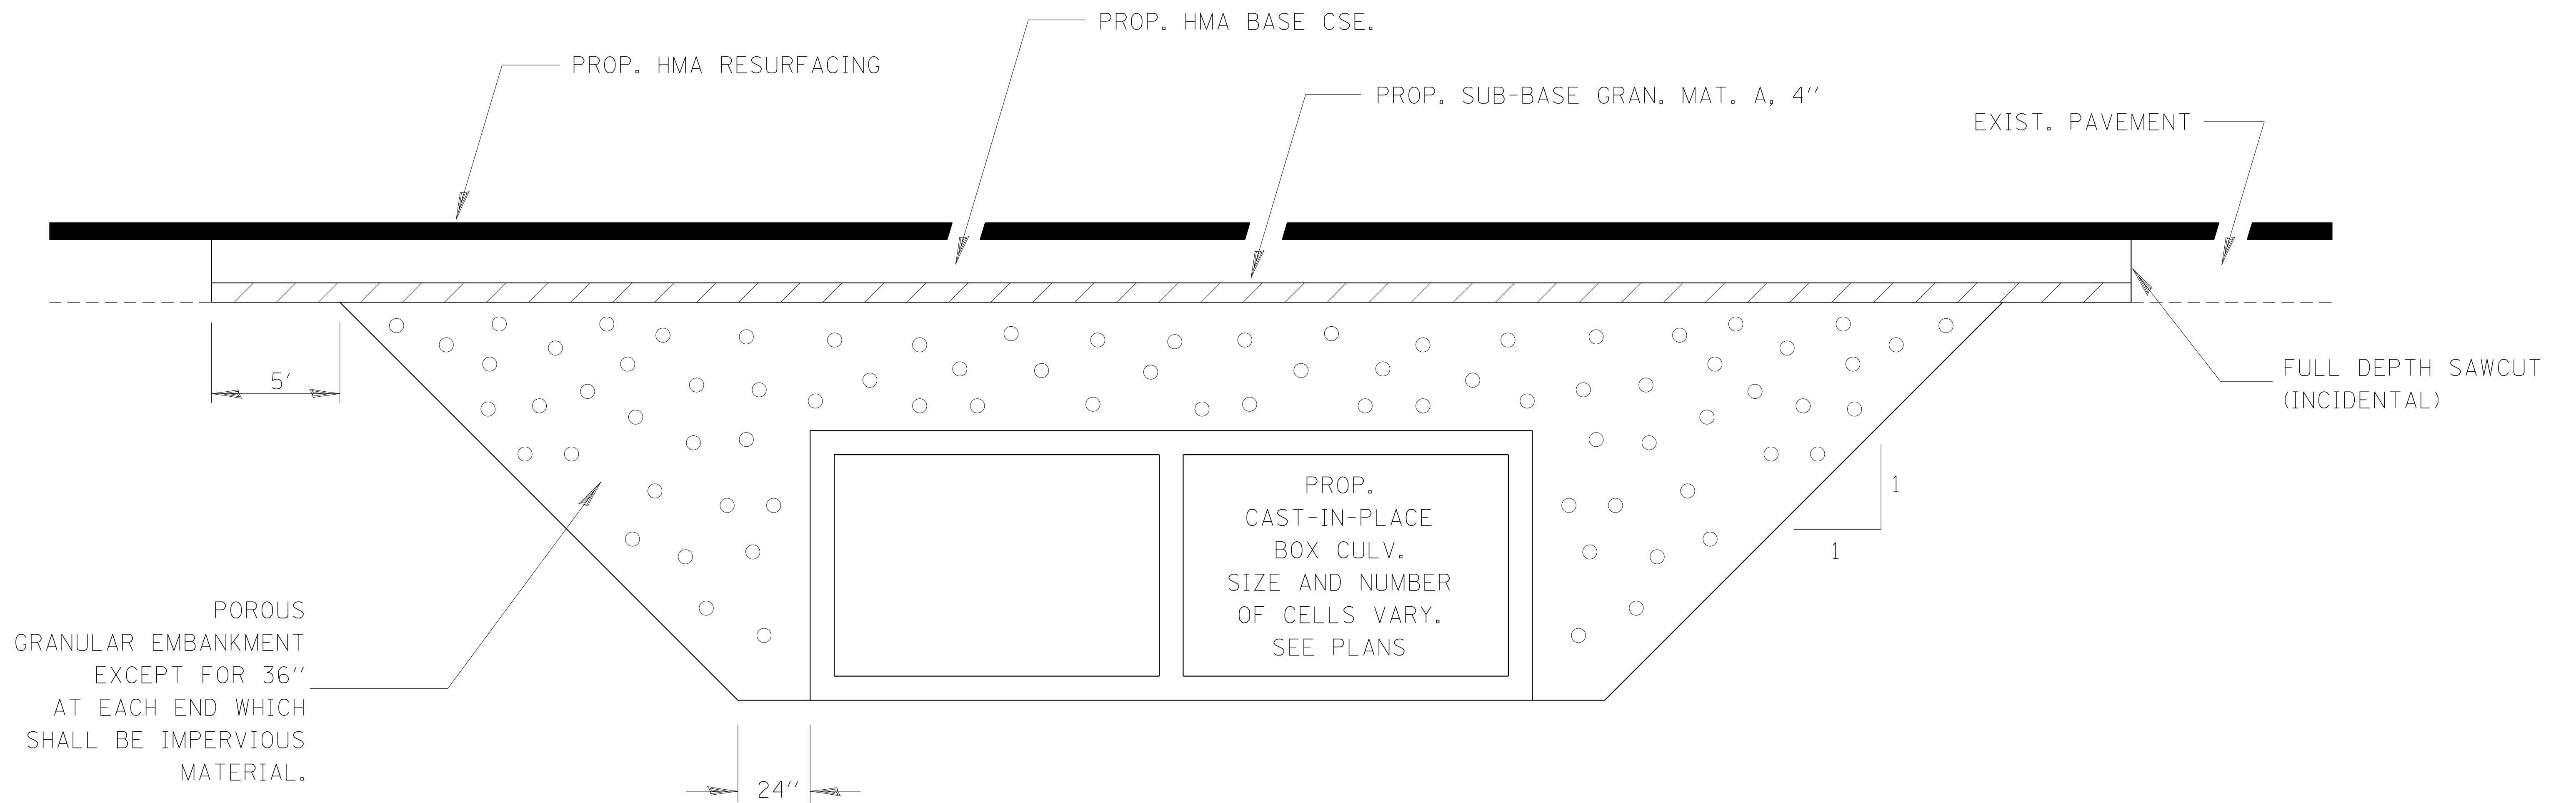 PROP. HMA BASE CSE.
PROP. HMA RESURFACING
PROP. SUB-BASE GRAN. MAT. A, 4"
EXIST. PAVEMENT
FULL DEPTH SAWCUT
(INCIDENTAL)
5'
1
1
PROP.
CAST-IN-PLACE
BOX CULV.
SIZE AND NUMBER
OF CELLS VARY.
SEE PLANS
POROUS
GRANULAR EMBANKMENT
EXCEPT FOR 36"
AT EACH END WHICH
SHALL BE IMPERVIOUS
MATERIAL.
24"